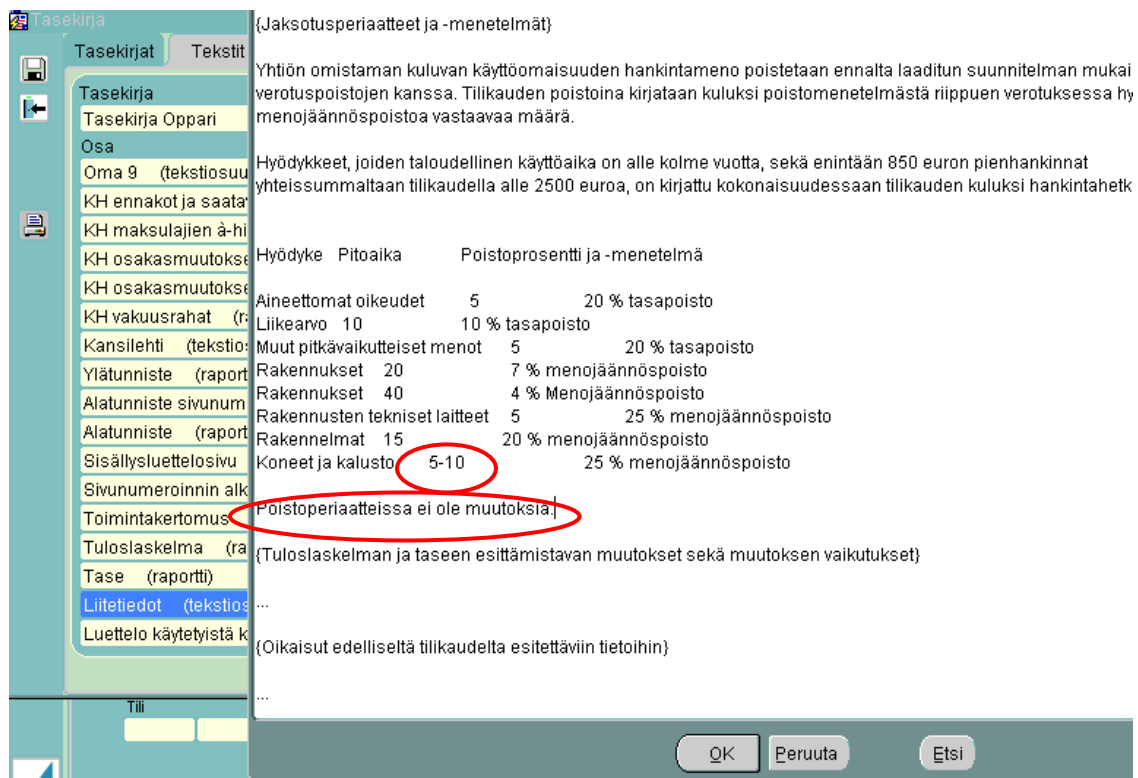 Tasekirja
Tasekirjat Tekstit
Tasekirja
Tasekirja Oppari
Osa
Oma 9 (tekstiosuu
KH ennakot ja saata
KH maksulajien à-hi
KH osakasmuutokse
KH osakasmuutokse
KH vakuusrahat (ra
Kansilehti (tekstio
Ylätunniste (raport
Alatunniste sivunum
Alatunniste (raport
Sisällysluettelosivu
Sivunumeroinnin alk
Toimintakertomus
Tuloslaskelma (ra
Tase (raportti)
Liitetiedot (tekstios
Luettelo käytetyistä k
Tili
{Jaksotusperiaatteet ja -menetelmät}
Yhtiön omistaman kuluvan käyttöomaisuuden hankintameno poistetaan ennalta laaditun suunnitelman mukai
verotuspoistojen kanssa. Tilikauden poistoina kirjataan kuluksi poistomenetelmästä riippuen verotuksessa hy
menojäännöspoistoa vastaavaa määrä.
Hyödykkeet, joiden taloudellinen käyttöaika on alle kolme vuotta, sekä enintään 850 euron pienhankinnat
yhteissummaltaan tilikaudella alle 2500 euroa, on kirjattu kokonaisuudessaan tilikauden kuluksi hankintahetk
Hyödyke Pitoaika Poistoprosentti ja -menetelmä
Aineettomat oikeudet 5 20 % tasapoisto
Liikearvo 10 10 % tasapoisto
Muut pitkävaikutteiset menot 5 20 % tasapoisto
Rakennukset 20 7 % menojäännöspoisto
Rakennukset 40 4 % Menojäännöspoisto
Rakennusten tekniset laitteet 5 25 % menojäännöspoisto
Rakennelmat 15 20 % menojäännöspoisto
Koneet ja kalusto 5-10 25 % menojäännöspoisto
Poistoperiaatteissa ei ole muutoksia.
{Tuloslaskelman ja taseen esittämistavan muutokset sekä muutoksen vaikutukset}
...
{Oikaisut edelliseltä tilikaudelta esitettäviin tietoihin}
...
OK Peruuta Etsi